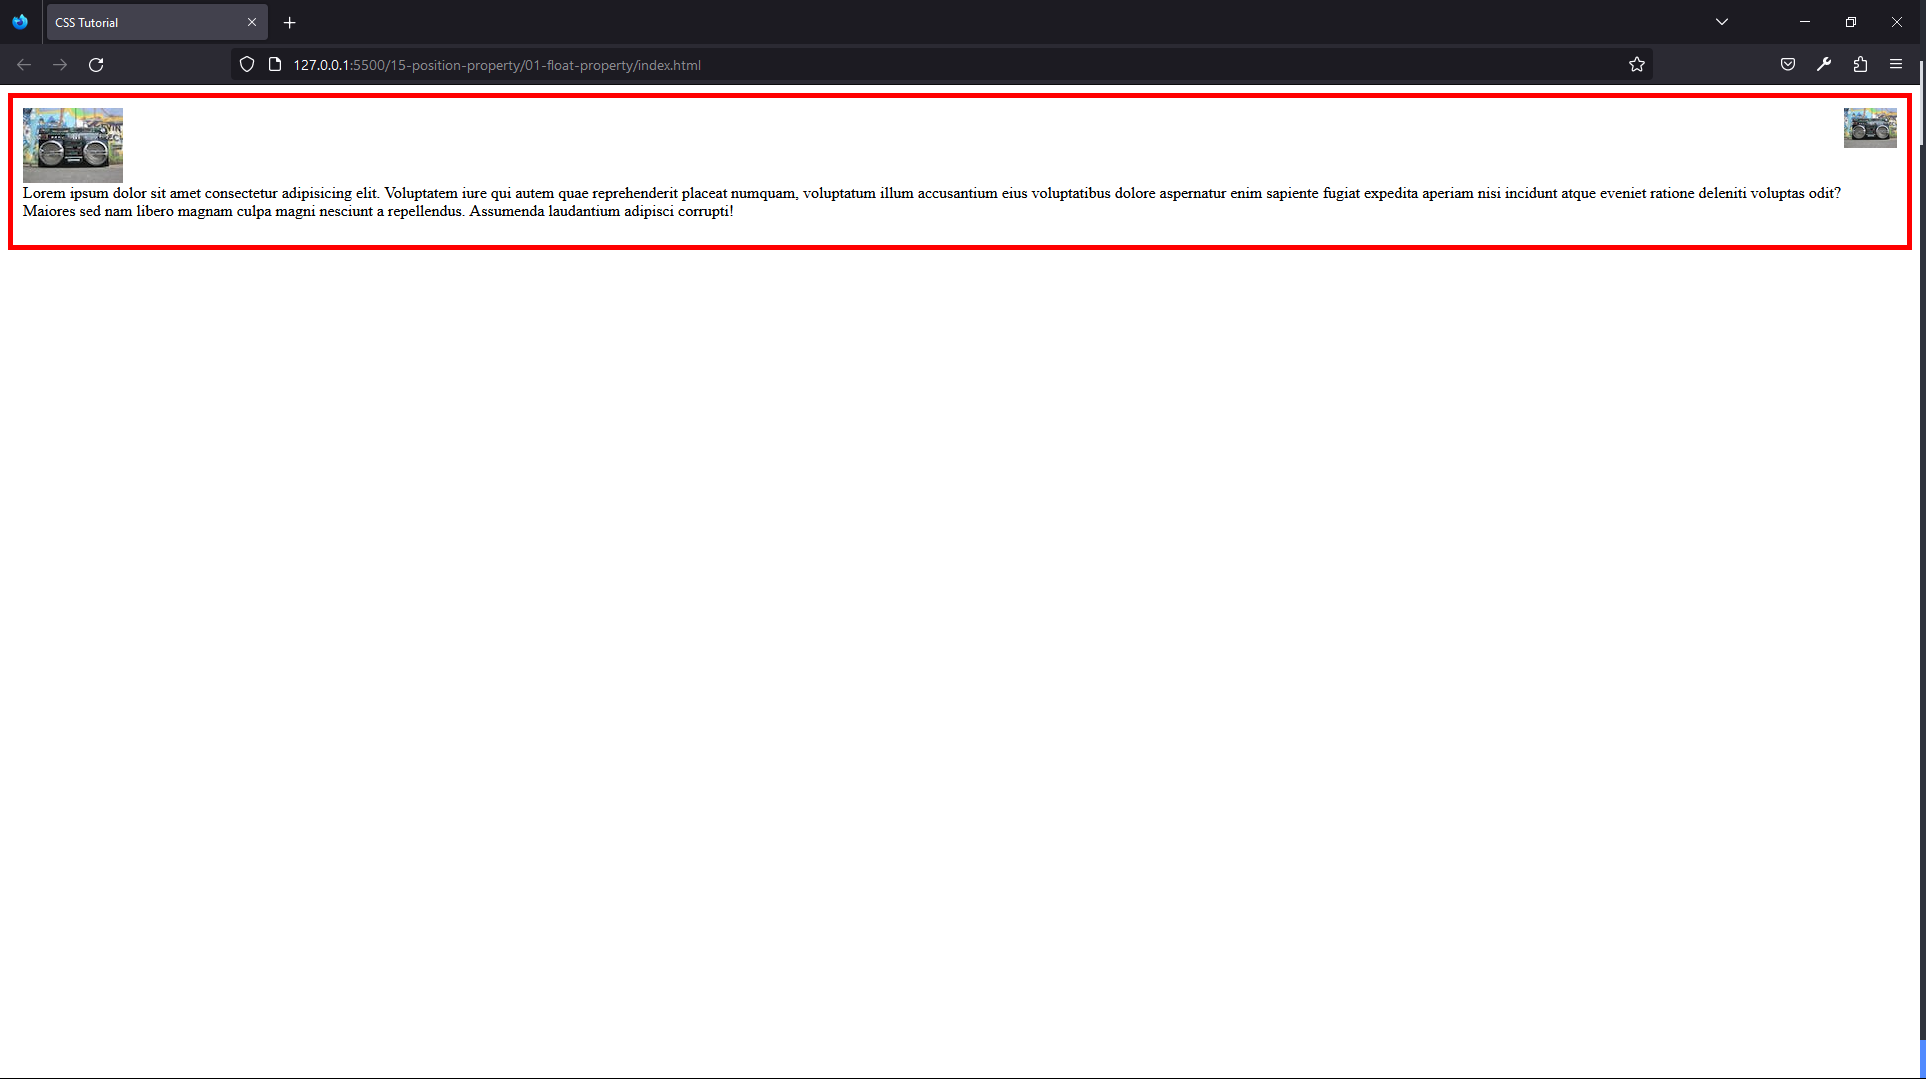 CSS Tutorial
127.0.0.1:5500/15-position-property/01-float-property/index.html
Lorem ipsum dolor sit amet consectetur adipisicing elit. Voluptatem iure qui autem quae reprehenderit placeat numquam, voluptatum illum accusantium eius voluptatibus dolore aspernatur enim sapiente fugiat expedita aperiam nisi incidunt atque eveniet ratione deleniti voluptas odit?
Maiores sed nam libero magnam culpa magni nesciunt a repellendus. Assumenda laudantium adipisci corrupti!